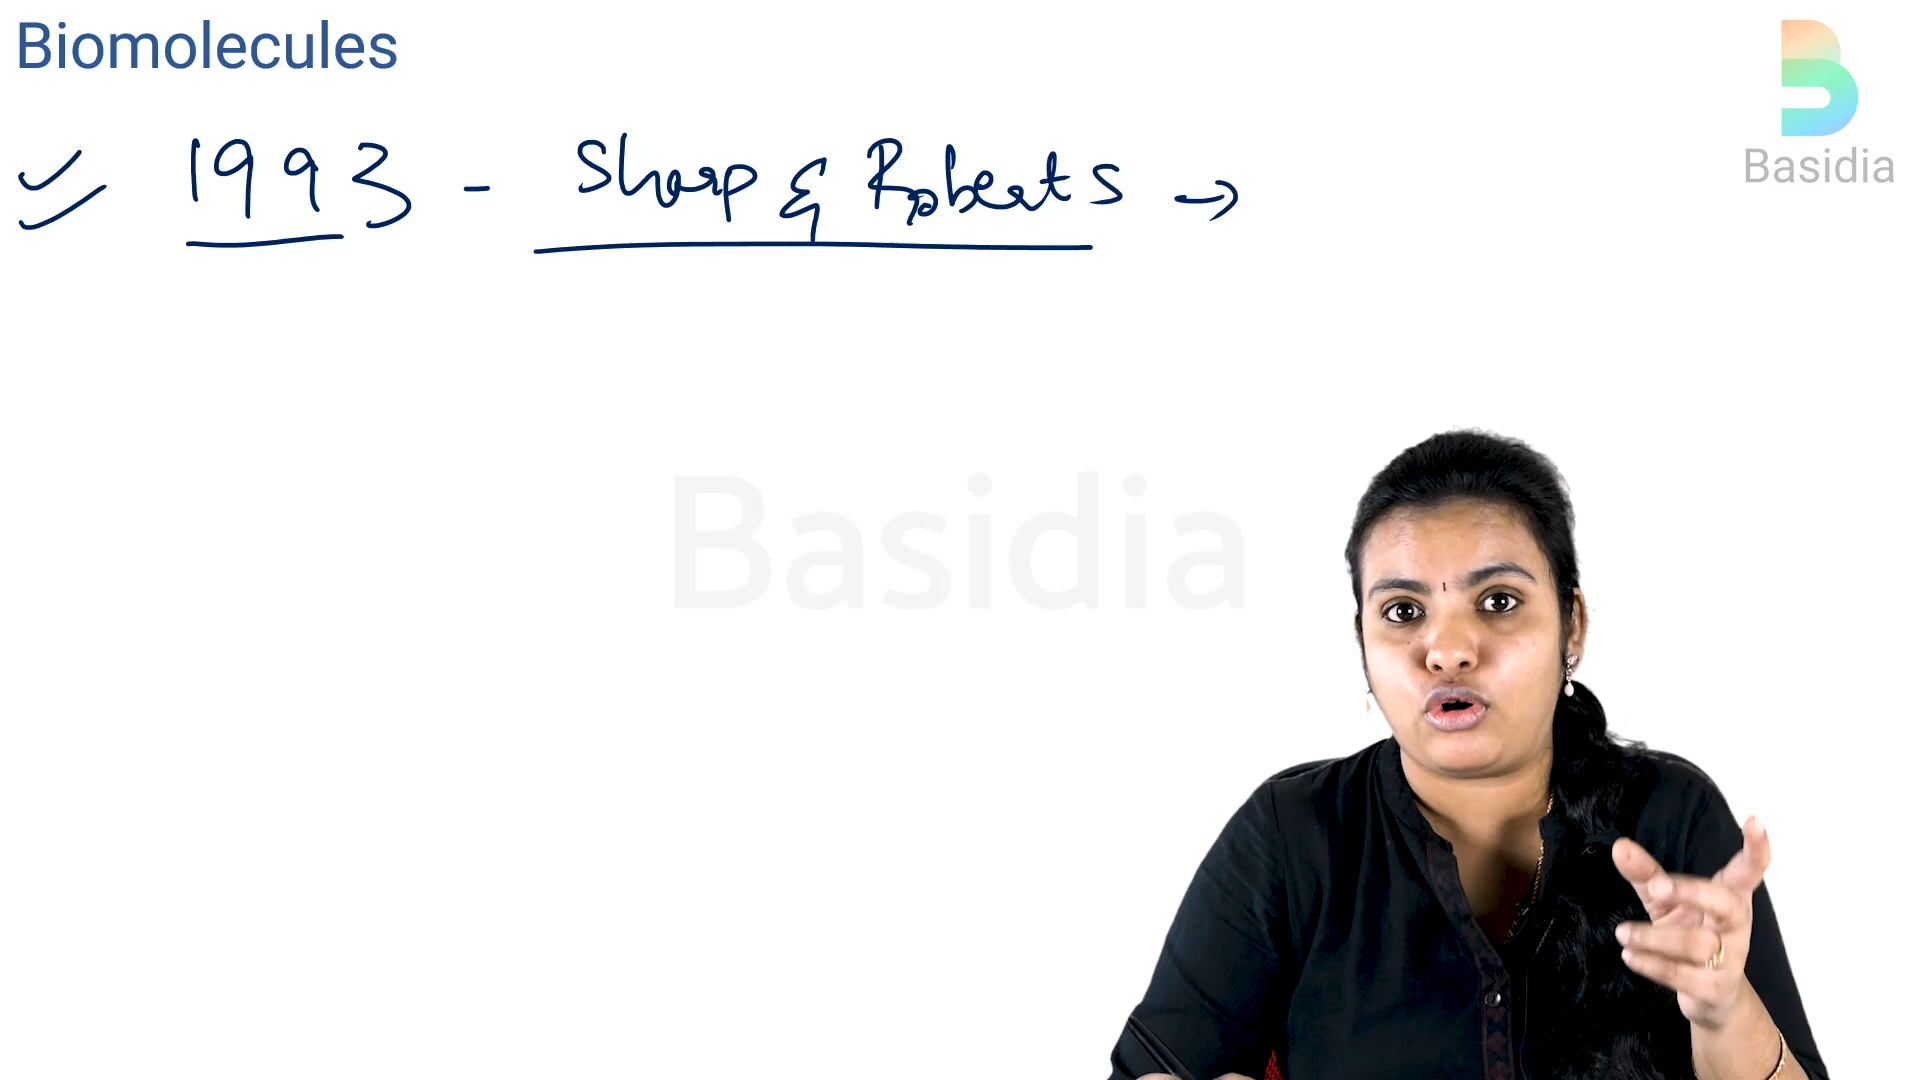 Biomolecules
Basidia
1993 - Sharp & Roberts →
Basidia